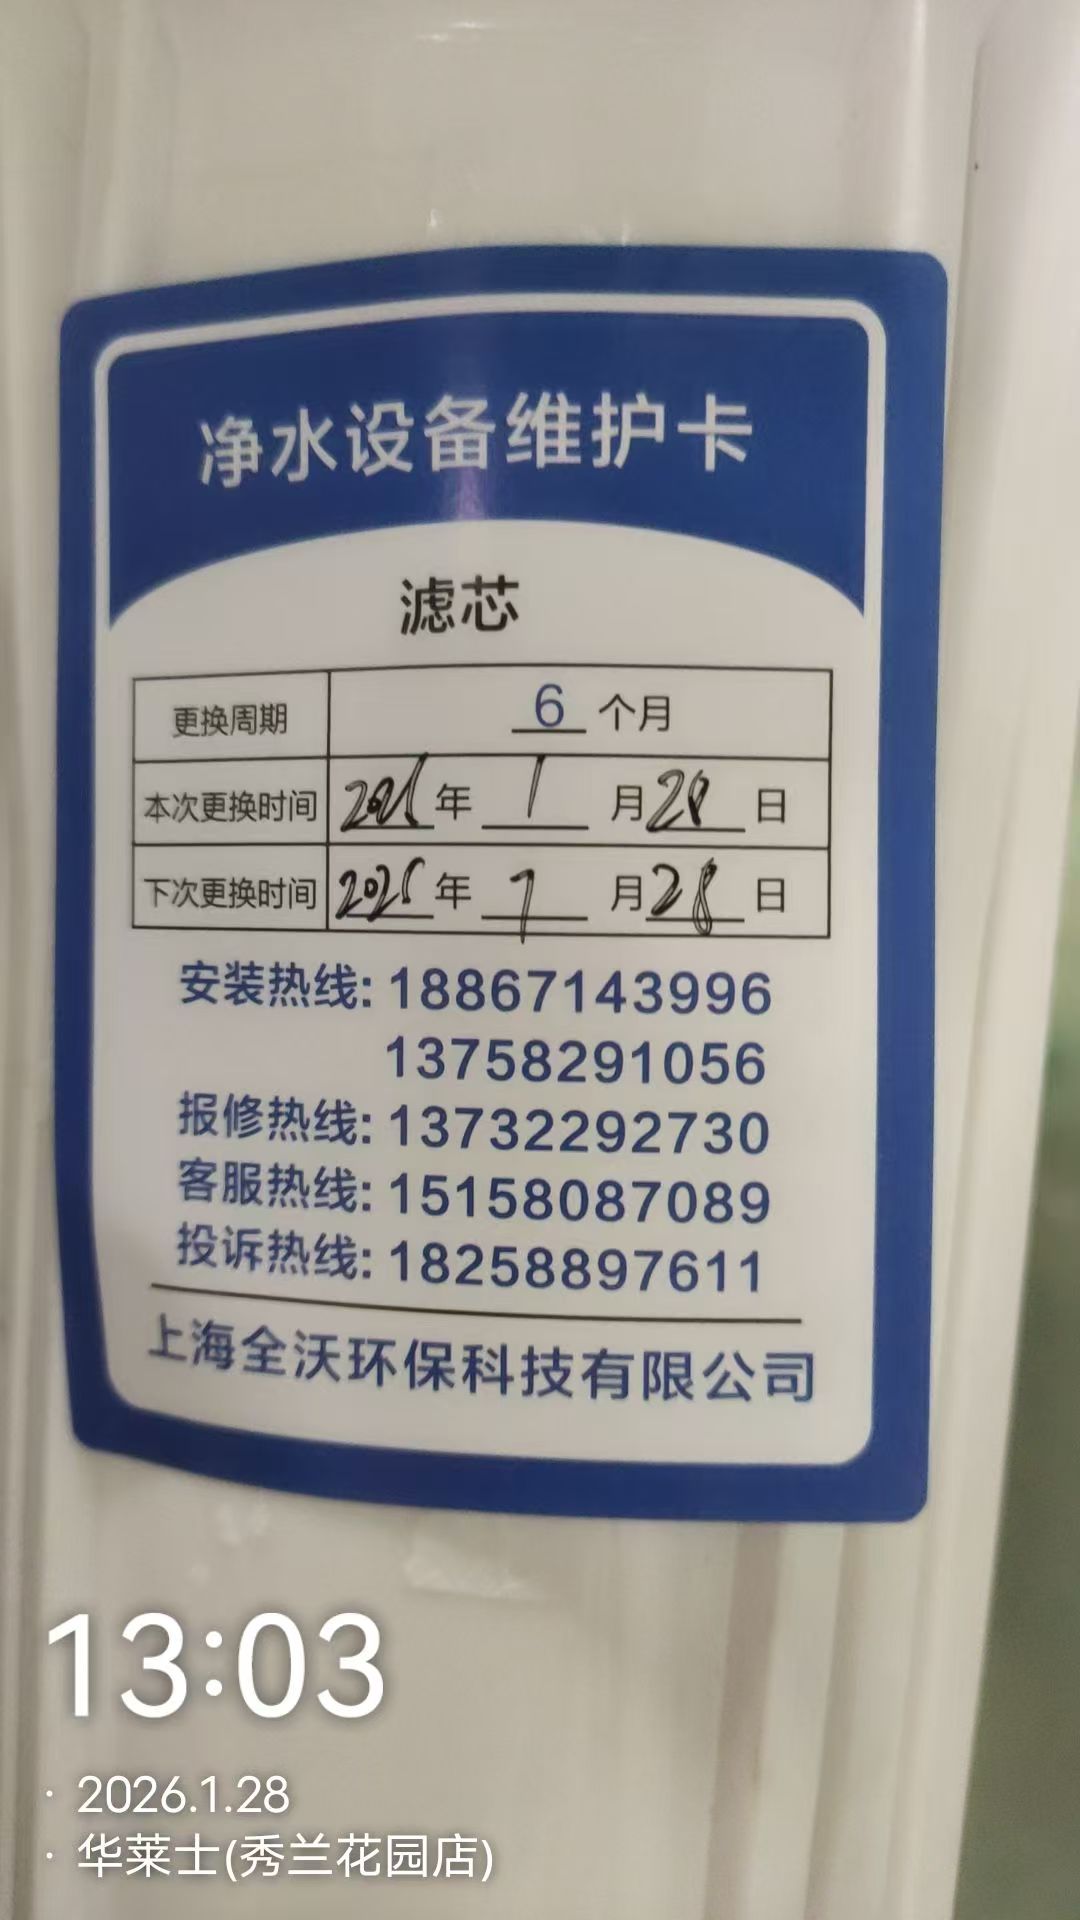 净水设备维护卡
滤芯
更换周期 6 个月
本次更换时间 年 1 月 28 日
下次更换时间 2025 年 7 月 28 日
安装热线: 18867143996
13758291056
报修热线: 13732292730
客服热线: 15158087089
投诉热线: 18258897611
上海全沃环保科技有限公司
13:03
· 2026.1.28
· 华莱士(秀兰花园店)